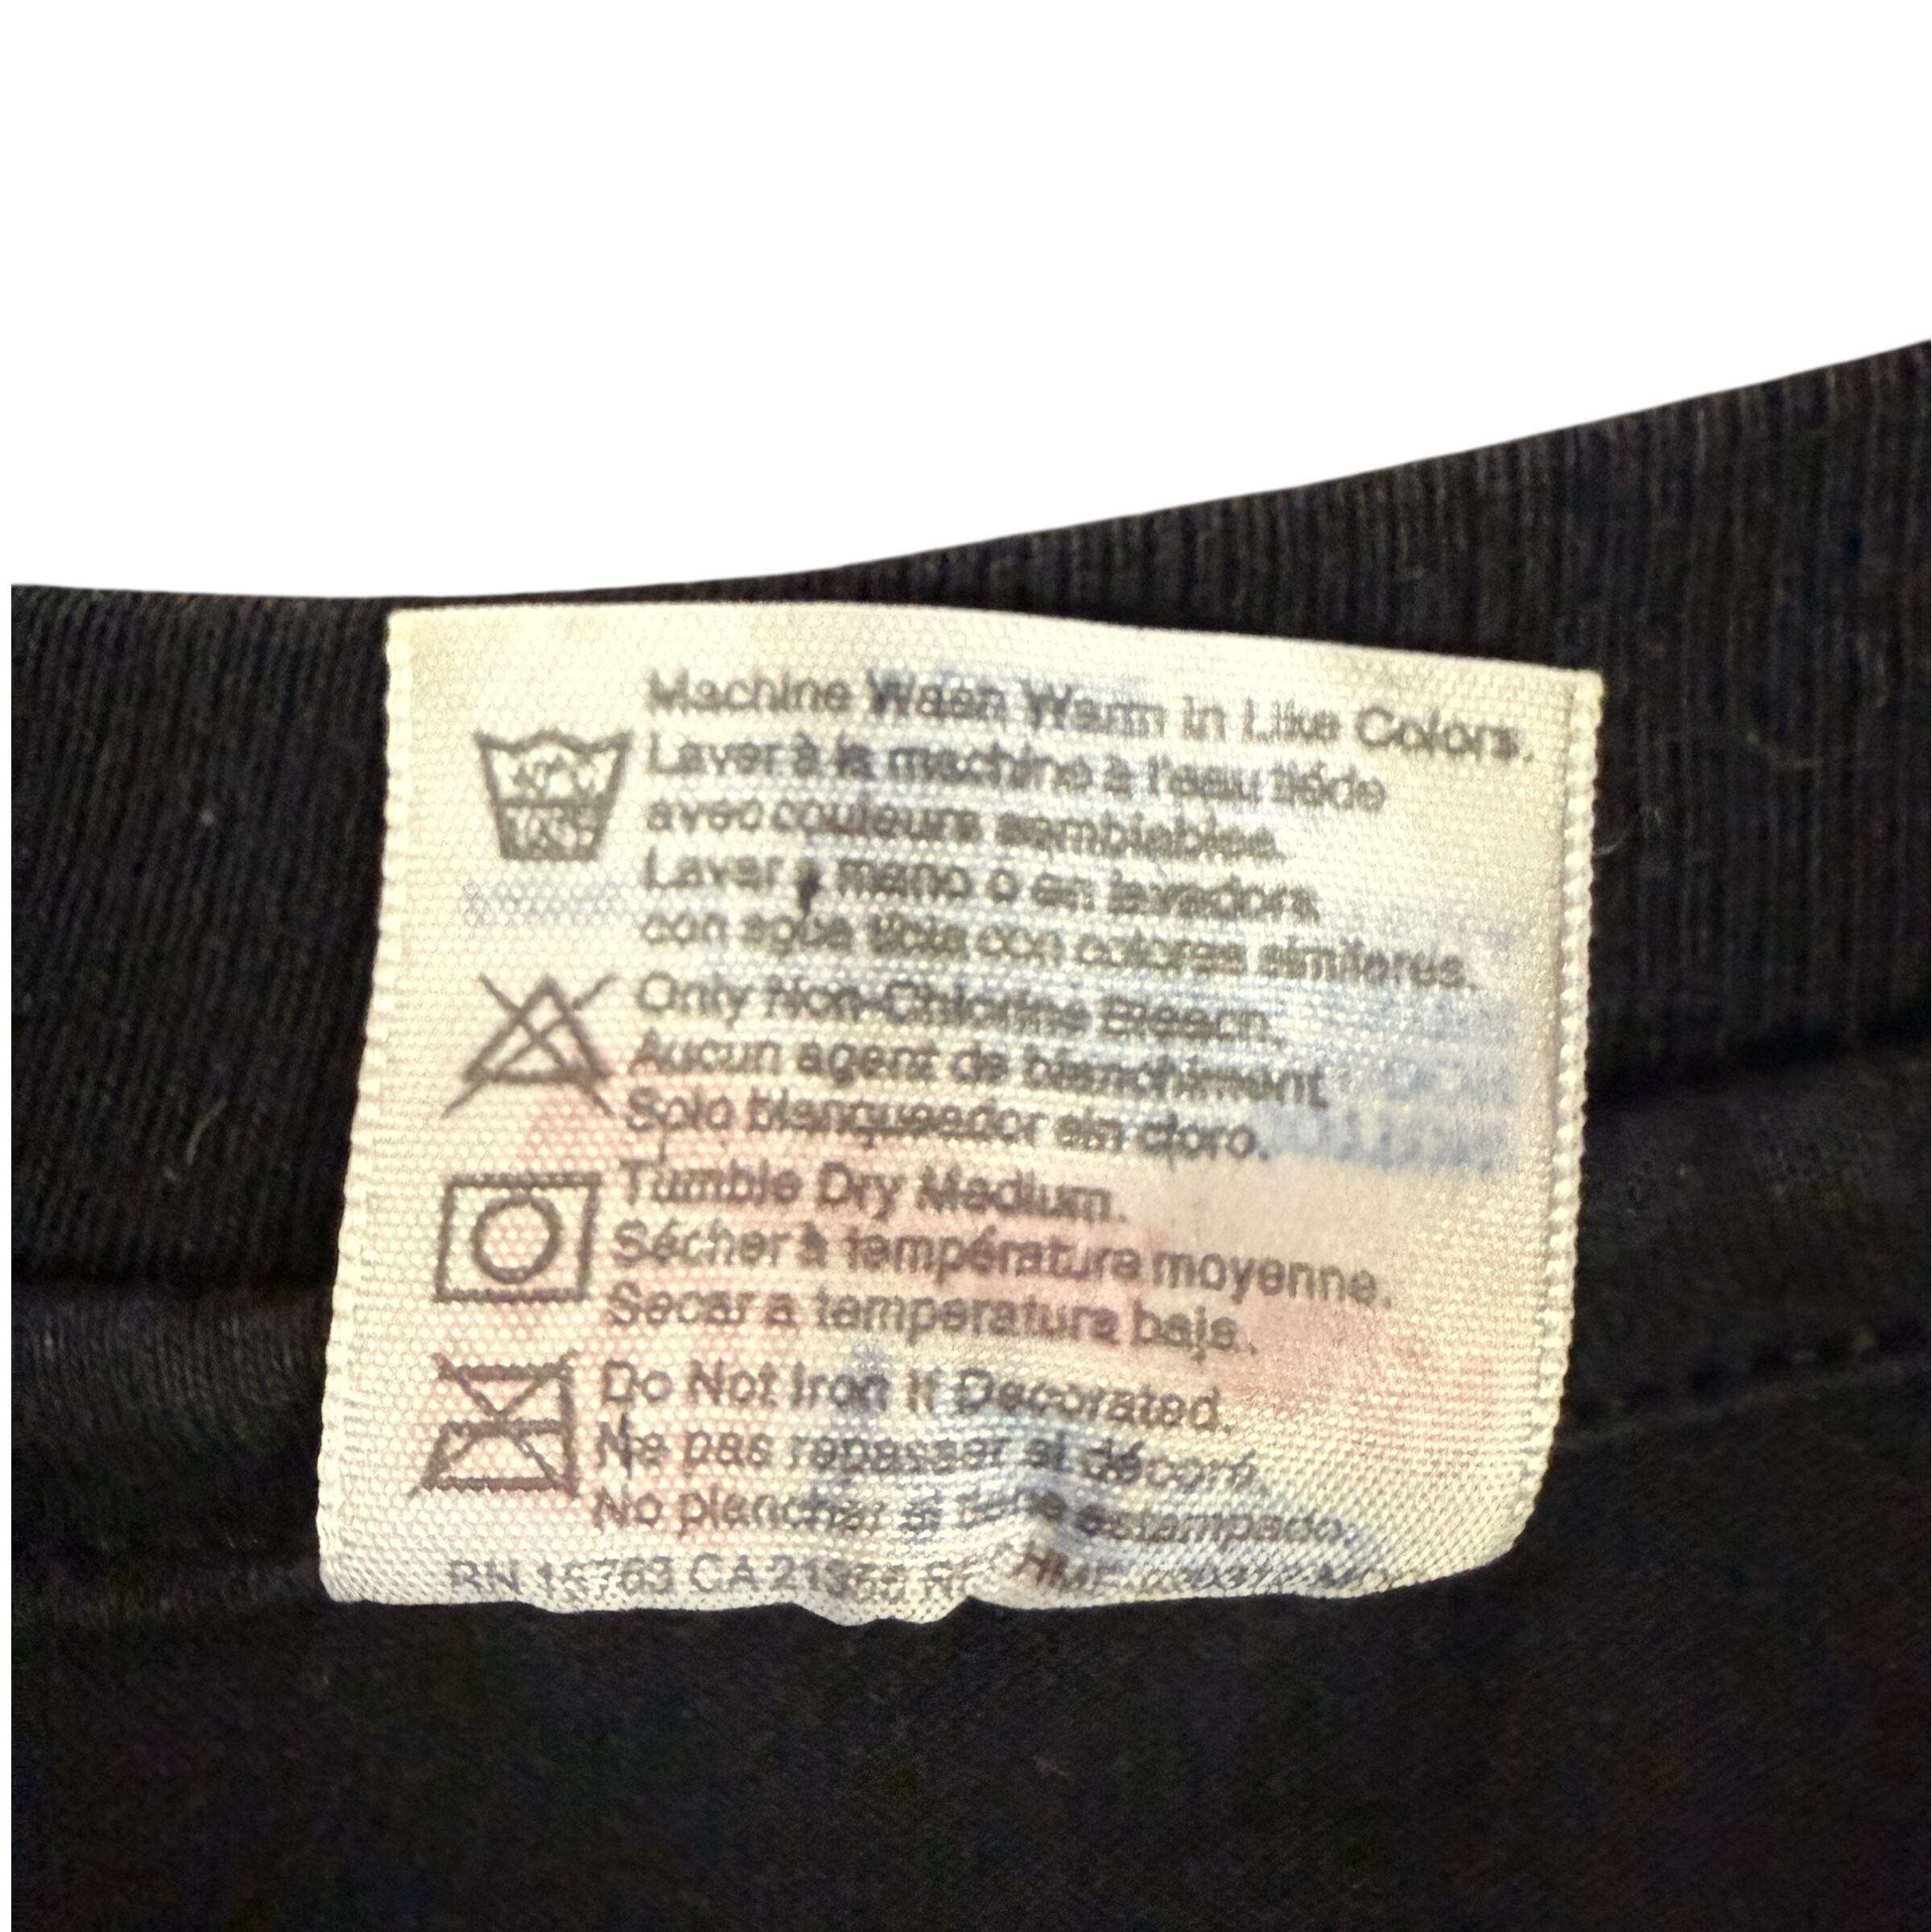 Machine Wash Warm in Like Colors.
Laver à la machine à l'eau tiède
avec couleurs semblables.
Lavar a mano o en lavadora
con agua tibia con colores similares.
40°C
Only Non-Chlorine Bleach.
Aucun agent de blanchiment.
Solo blanqueador sin cloro.
Tumble Dry Medium.
Sécher à température moyenne.
Secar a temperatura baja.
Do Not Iron If Decorated.
Ne pas repasser si décoré.
No planchar si estampado.
RN 15763 CA 21355